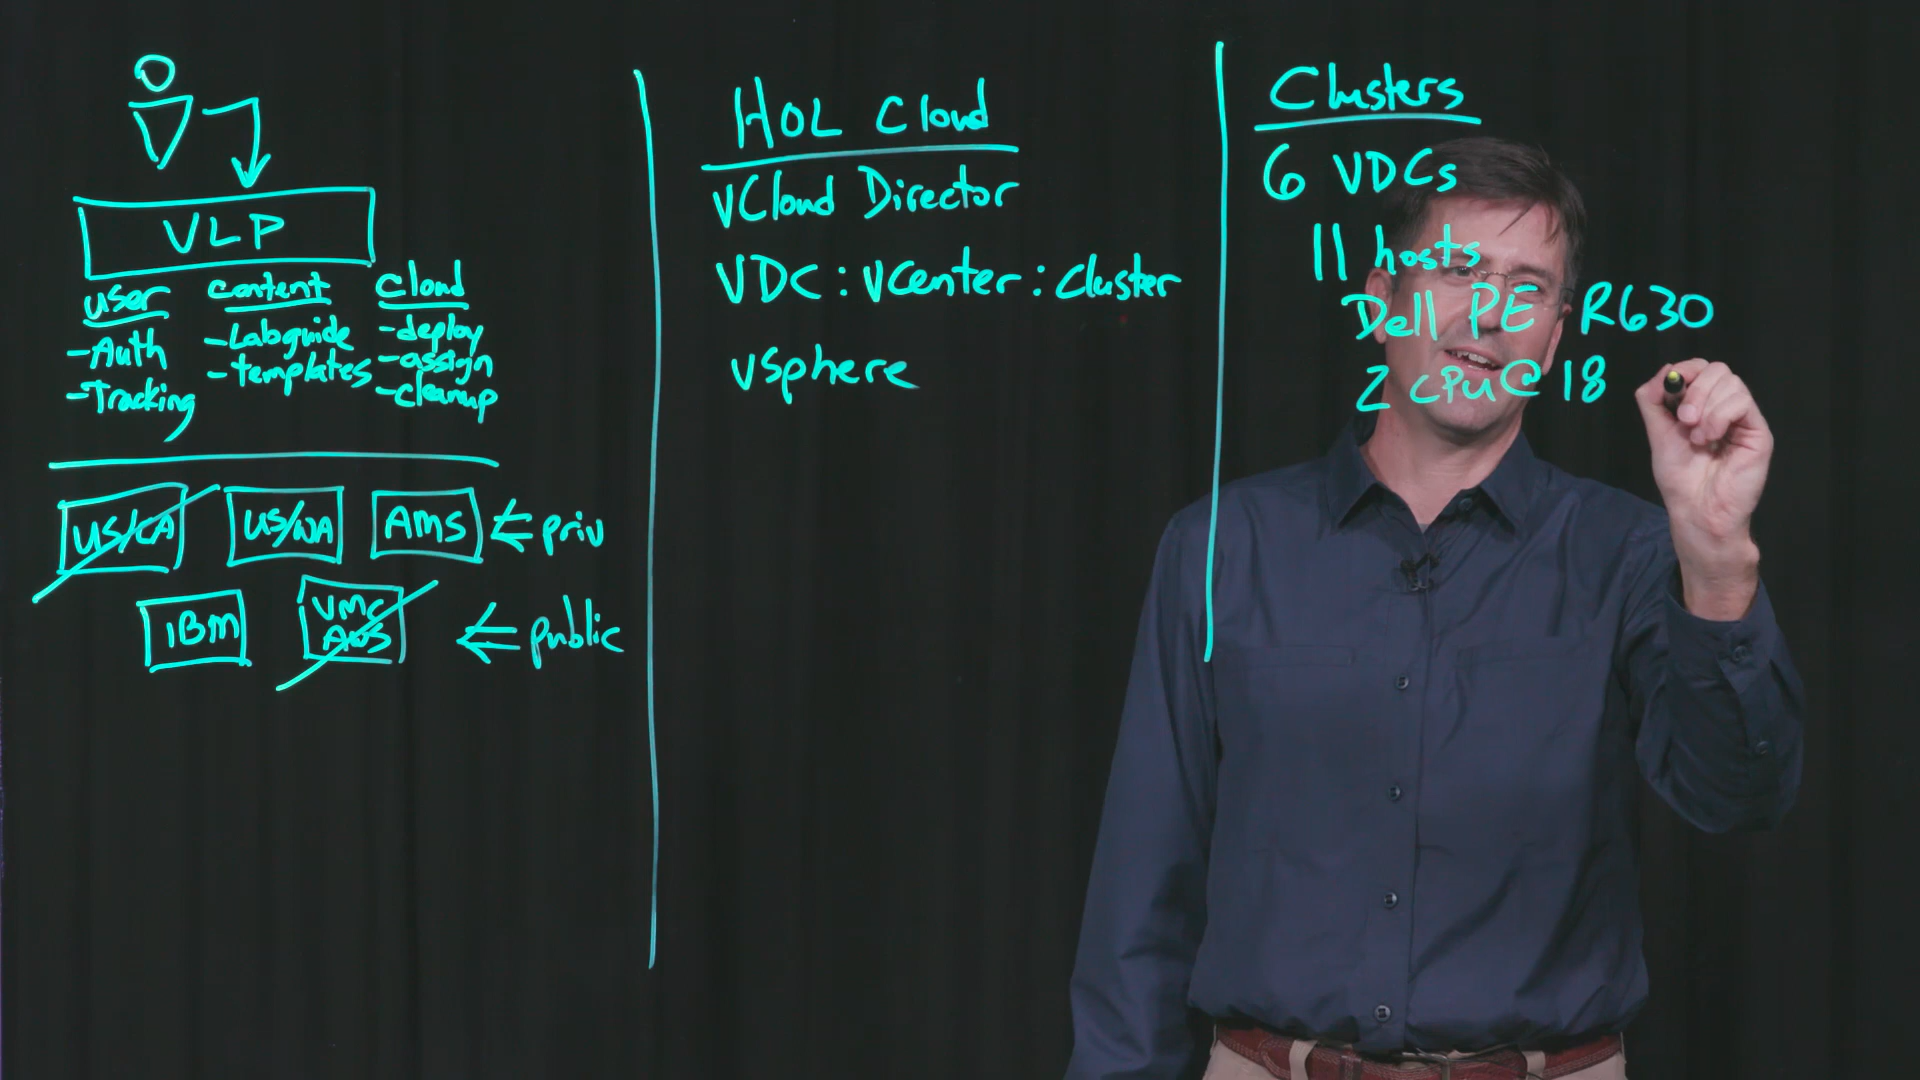 VLP
user
-Auth
-Tracking
content
-Labguide
-templates
cloud
-deploy
-assign
-cleanup
US/CA
US/WA
AMS
←priv
IBM
VMC
AWS
←public
HOL Cloud
vCloud Director
VDC:vCenter:Cluster
vSphere
Clusters
6 VDCs
11 hosts
Dell PE R630
2 CPU@18